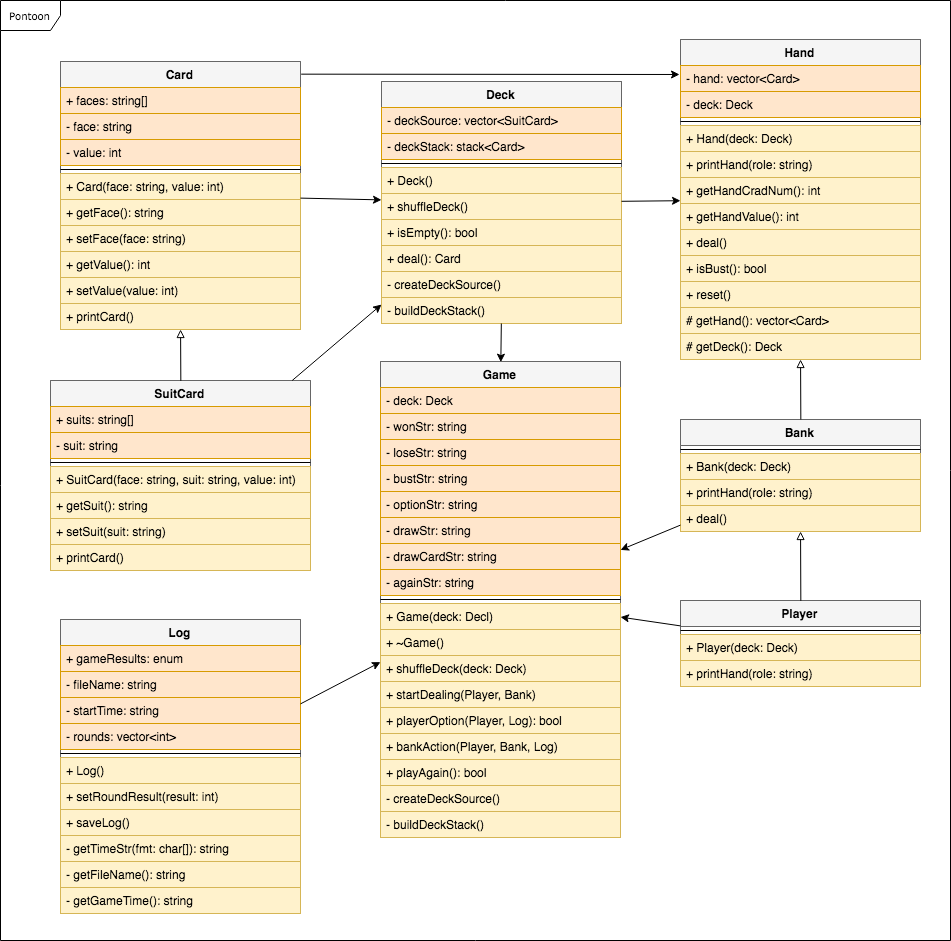 Pontoon
Card
+ faces: string[]
- face: string
- value: int
+ Card(face: string, value: int)
+ getFace(): string
+ setFace(face: string)
+ getValue(): int
+ setValue(value: int)
+ printCard()
Deck
- deckSource: vector<SuitCard>
- deckStack: stack<Card>
+ Deck()
+ shuffleDeck()
+ isEmpty(): bool
+ deal(): Card
- createDeckSource()
- buildDeckStack()
Hand
- hand: vector<Card>
- deck: Deck
+ Hand(deck: Deck)
+ printHand(role: string)
+ getHandCradNum(): int
+ getHandValue(): int
+ deal()
+ isBust(): bool
+ reset()
# getHand(): vector<Card>
# getDeck(): Deck
SuitCard
+ suits: string[]
- suit: string
+ SuitCard(face: string, suit: string, value: int)
+ getSuit(): string
+ setSuit(suit: string)
+ printCard()
Game
- deck: Deck
- wonStr: string
- loseStr: string
- bustStr: string
- optionStr: string
- drawStr: string
- drawCardStr: string
- againStr: string
+ Game(deck: Decl)
+ ~Game()
+ shuffleDeck(deck: Deck)
+ startDealing(Player, Bank)
+ playerOption(Player, Log): bool
+ bankAction(Player, Bank, Log)
+ playAgain(): bool
- createDeckSource()
- buildDeckStack()
Bank
+ Bank(deck: Deck)
+ printHand(role: string)
+ deal()
Player
+ Player(deck: Deck)
+ printHand(role: string)
Log
+ gameResults: enum
- fileName: string
- startTime: string
- rounds: vector<int>
+ Log()
+ setRoundResult(result: int)
+ saveLog()
- getTimeStr(fmt: char[]): string
- getFileName(): string
- getGameTime(): string